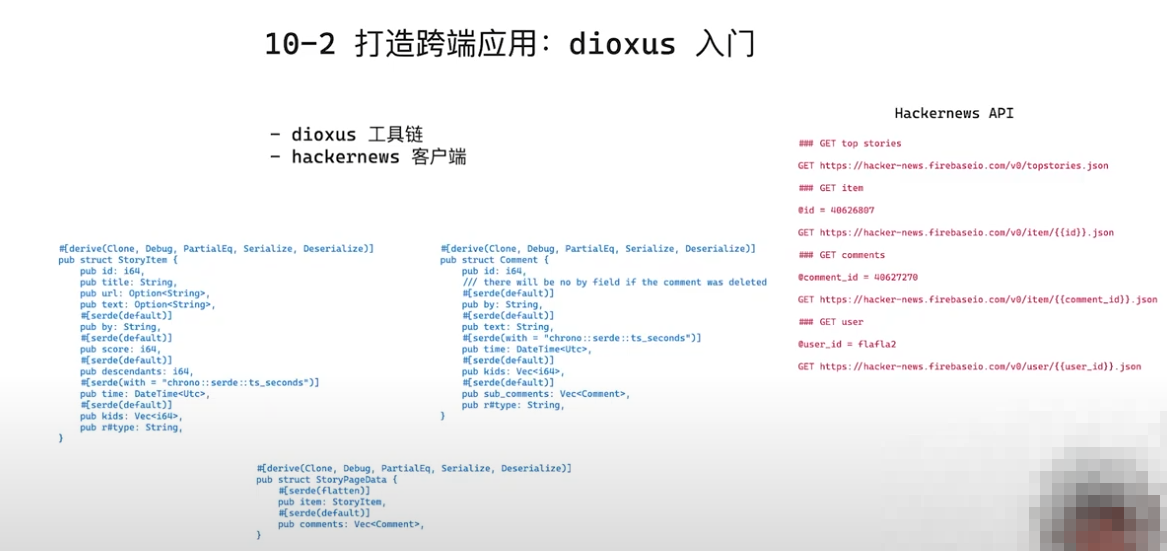 10-2 打造跨端应用: dioxus 入门
- dioxus 工具链
- hackernews 客户端
#[derive(Clone, Debug, PartialEq, Serialize, Deserialize)]
pub struct StoryItem {
pub id: i64,
pub title: String,
pub url: Option<String>,
pub text: Option<String>,
#[serde(default)]
pub by: String,
#[serde(default)]
pub score: i64,
#[serde(default)]
pub descendants: i64,
#[serde(with = "chrono::serde::ts_seconds")]
pub time: DateTime<Utc>,
#[serde(default)]
pub kids: Vec<i64>,
pub r#type: String,
}
#[derive(Clone, Debug, PartialEq, Serialize, Deserialize)]
pub struct Comment {
pub id: i64,
/// there will be no by field if the comment was deleted
#[serde(default)]
pub by: String,
#[serde(default)]
pub text: String,
#[serde(with = "chrono::serde::ts_seconds")]
pub time: DateTime<Utc>,
#[serde(default)]
pub kids: Vec<i64>,
#[serde(default)]
pub sub_comments: Vec<Comment>,
pub r#type: String,
}
#[derive(Clone, Debug, PartialEq, Serialize, Deserialize)]
pub struct StoryPageData {
#[serde(flatten)]
pub item: StoryItem,
#[serde(default)]
pub comments: Vec<Comment>,
}
Hackernews API
### GET top stories
GET https://hacker-news.firebaseio.com/v0/topstories.json
### GET item
@id = 40626807
GET https://hacker-news.firebaseio.com/v0/item/{{id}}.json
### GET comments
@comment_id = 40627270
GET https://hacker-news.firebaseio.com/v0/item/{{comment_id}}.json
### GET user
@user_id = flafla2
GET https://hacker-news.firebaseio.com/v0/user/{{user_id}}.json